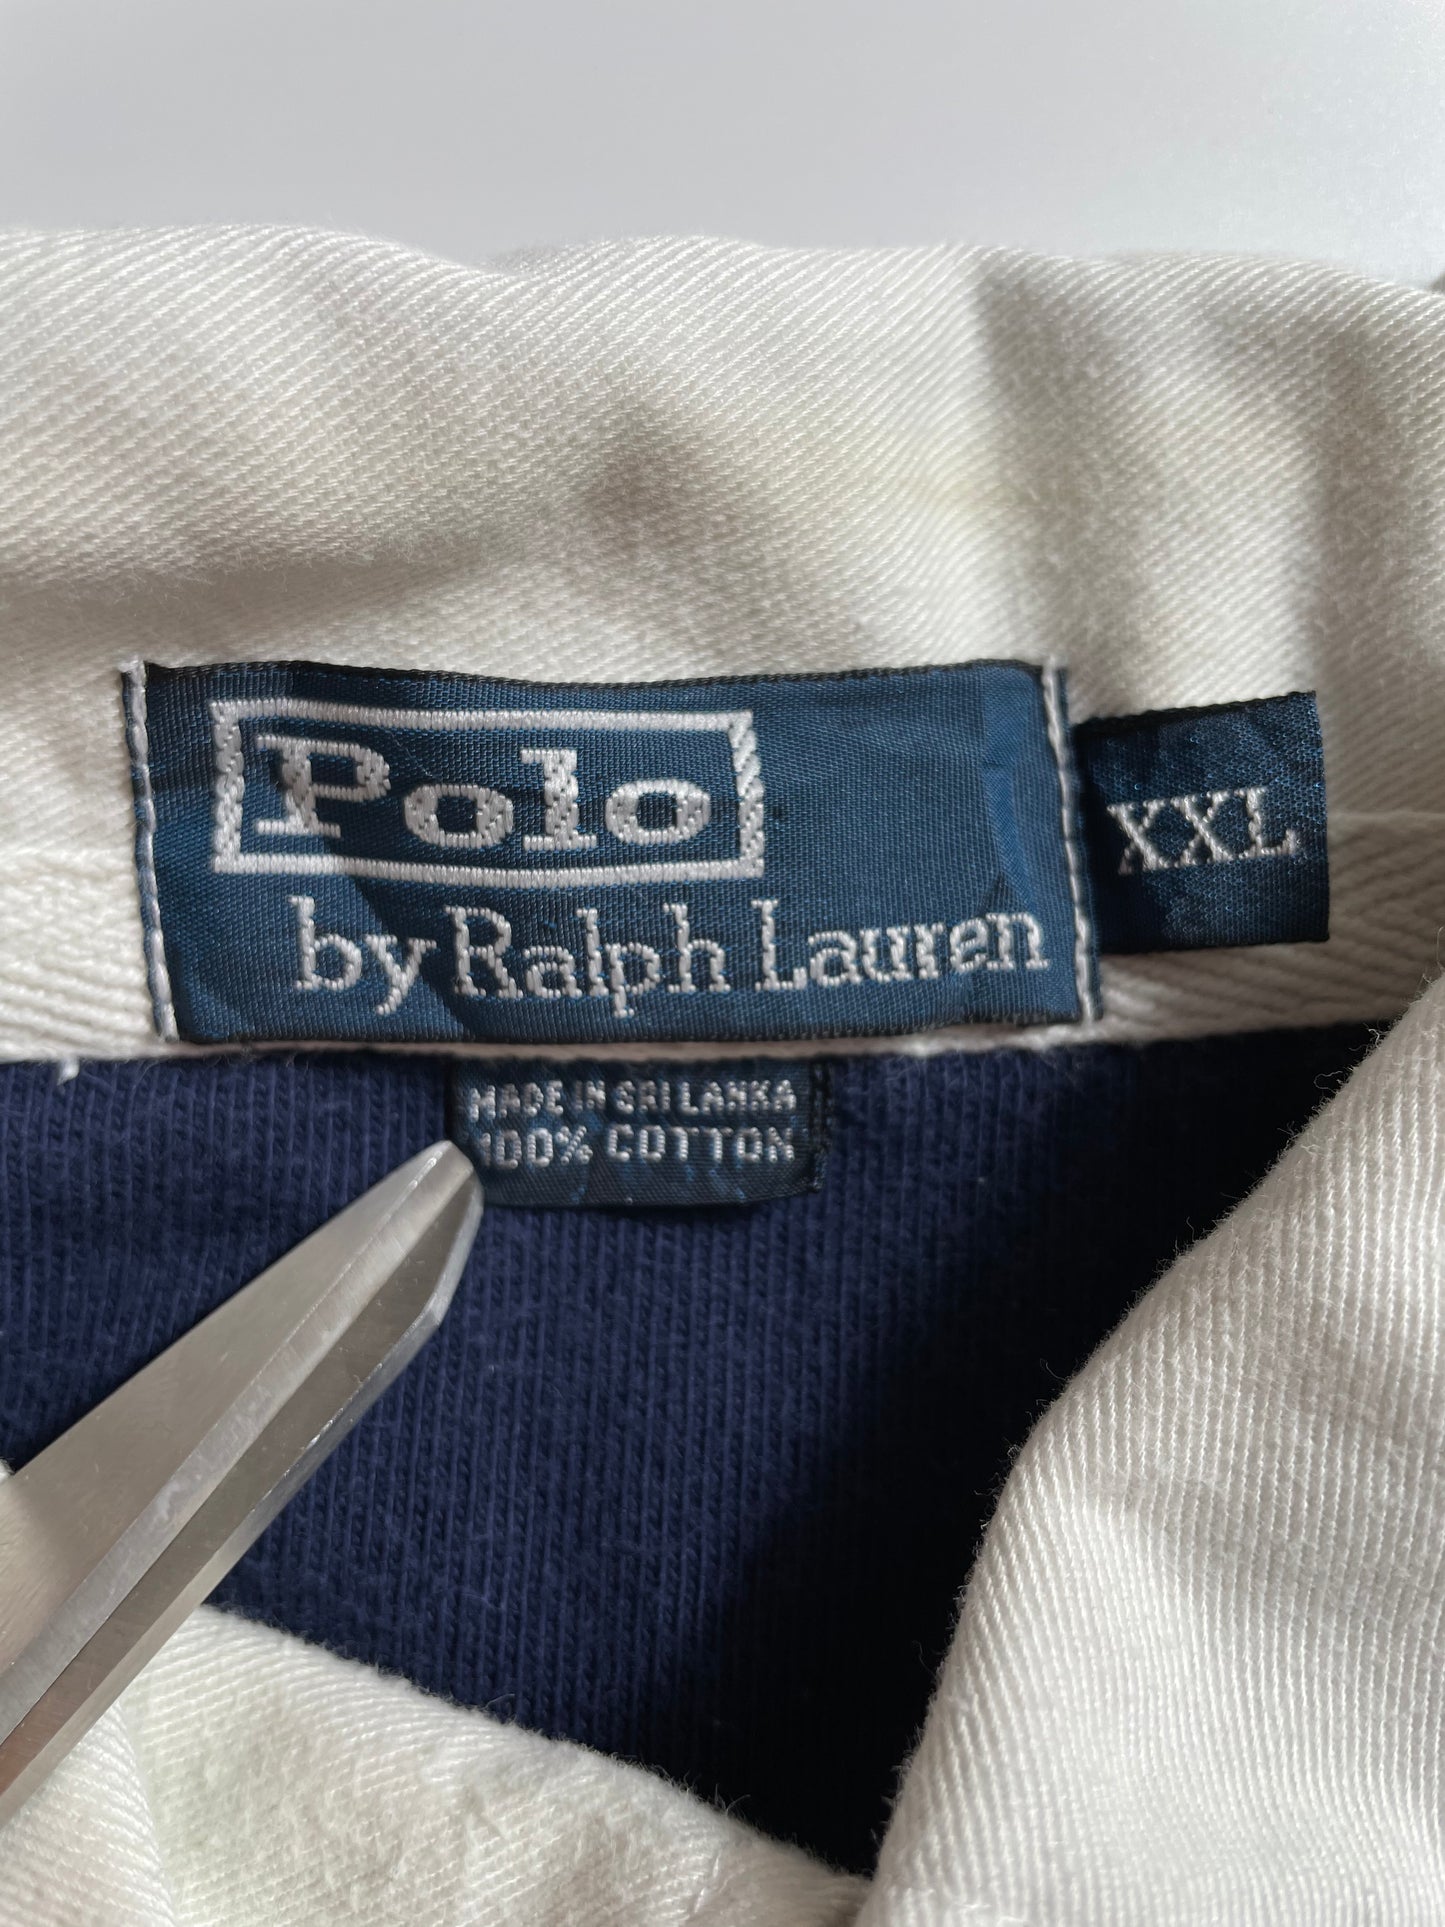 Polo
by Ralph Lauren
XXL
MADE IN SRI LANKA
100% COTTON